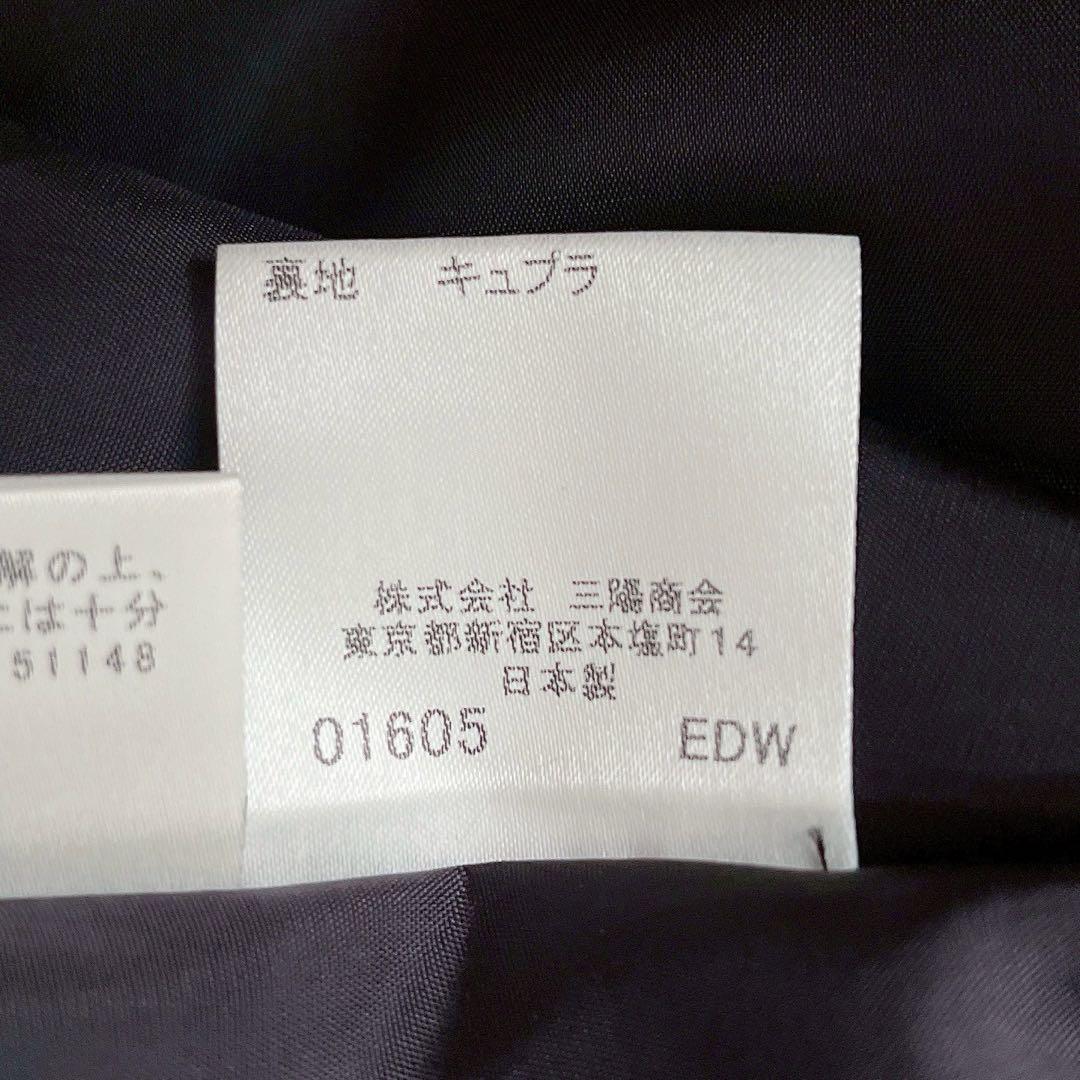 裏地 キュプラ
株式会社 三陽商会
東京都新宿区本塩町14
日本製
01605 EDW
解の上、
には十分
51148